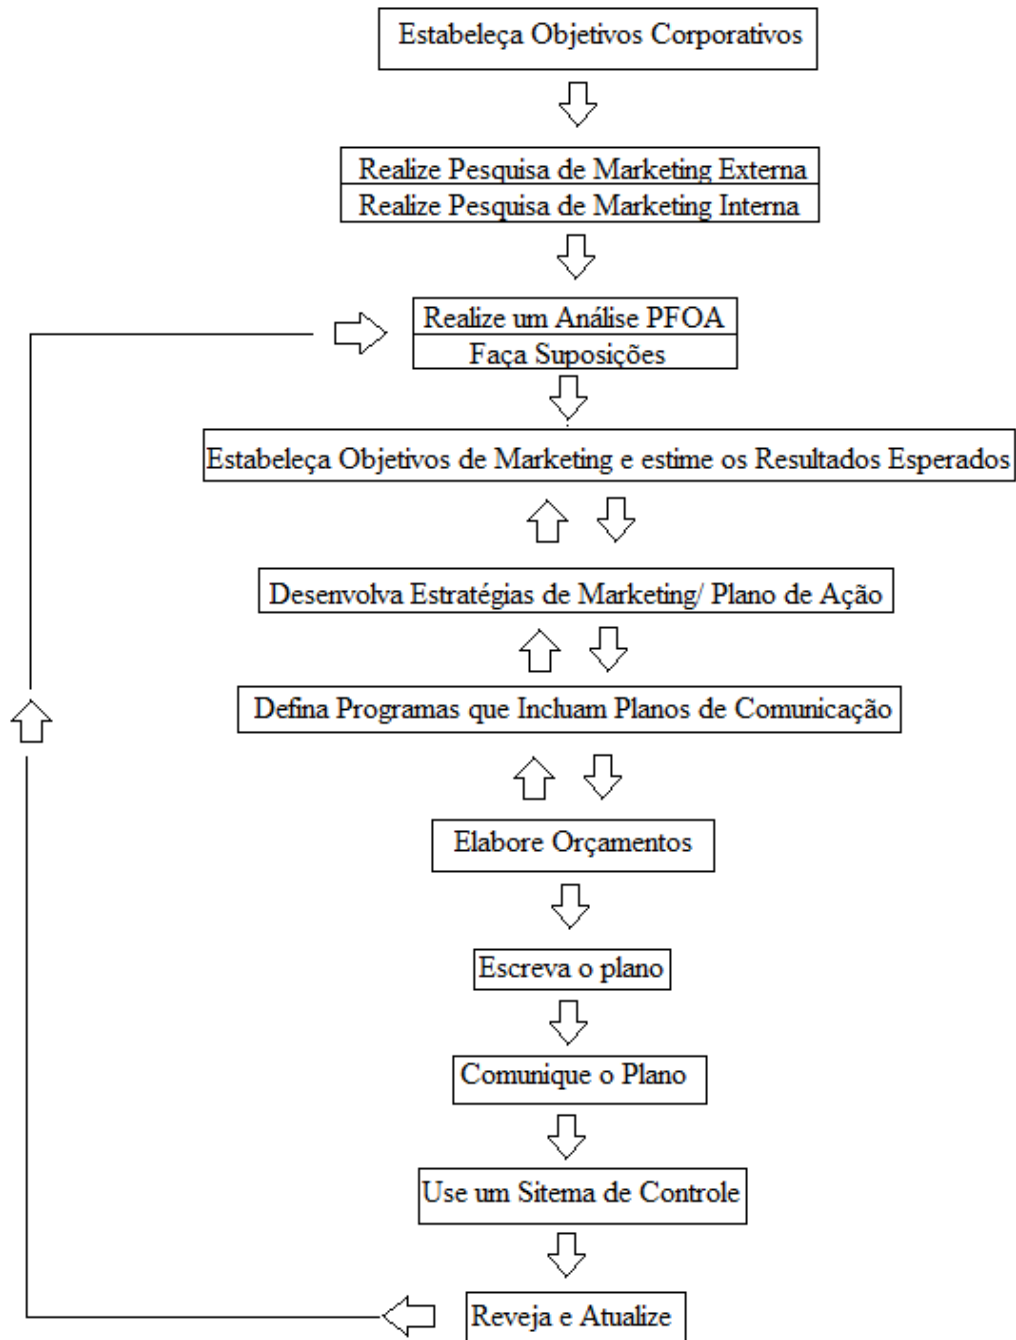 Estabeleça Objetivos Corporativos
Realize Pesquisa de Marketing Externa
Realize Pesquisa de Marketing Interna
Realize um Análise PFOA
Faça Suposições
Estabeleça Objetivos de Marketing e estime os Resultados Esperados
Desenvolva Estratégias de Marketing/ Plano de Ação
Defina Programas que Incluam Planos de Comunicação
Elabore Orçamentos
Escreva o plano
Comunique o Plano
Use um Sitema de Controle
Reveja e Atualize